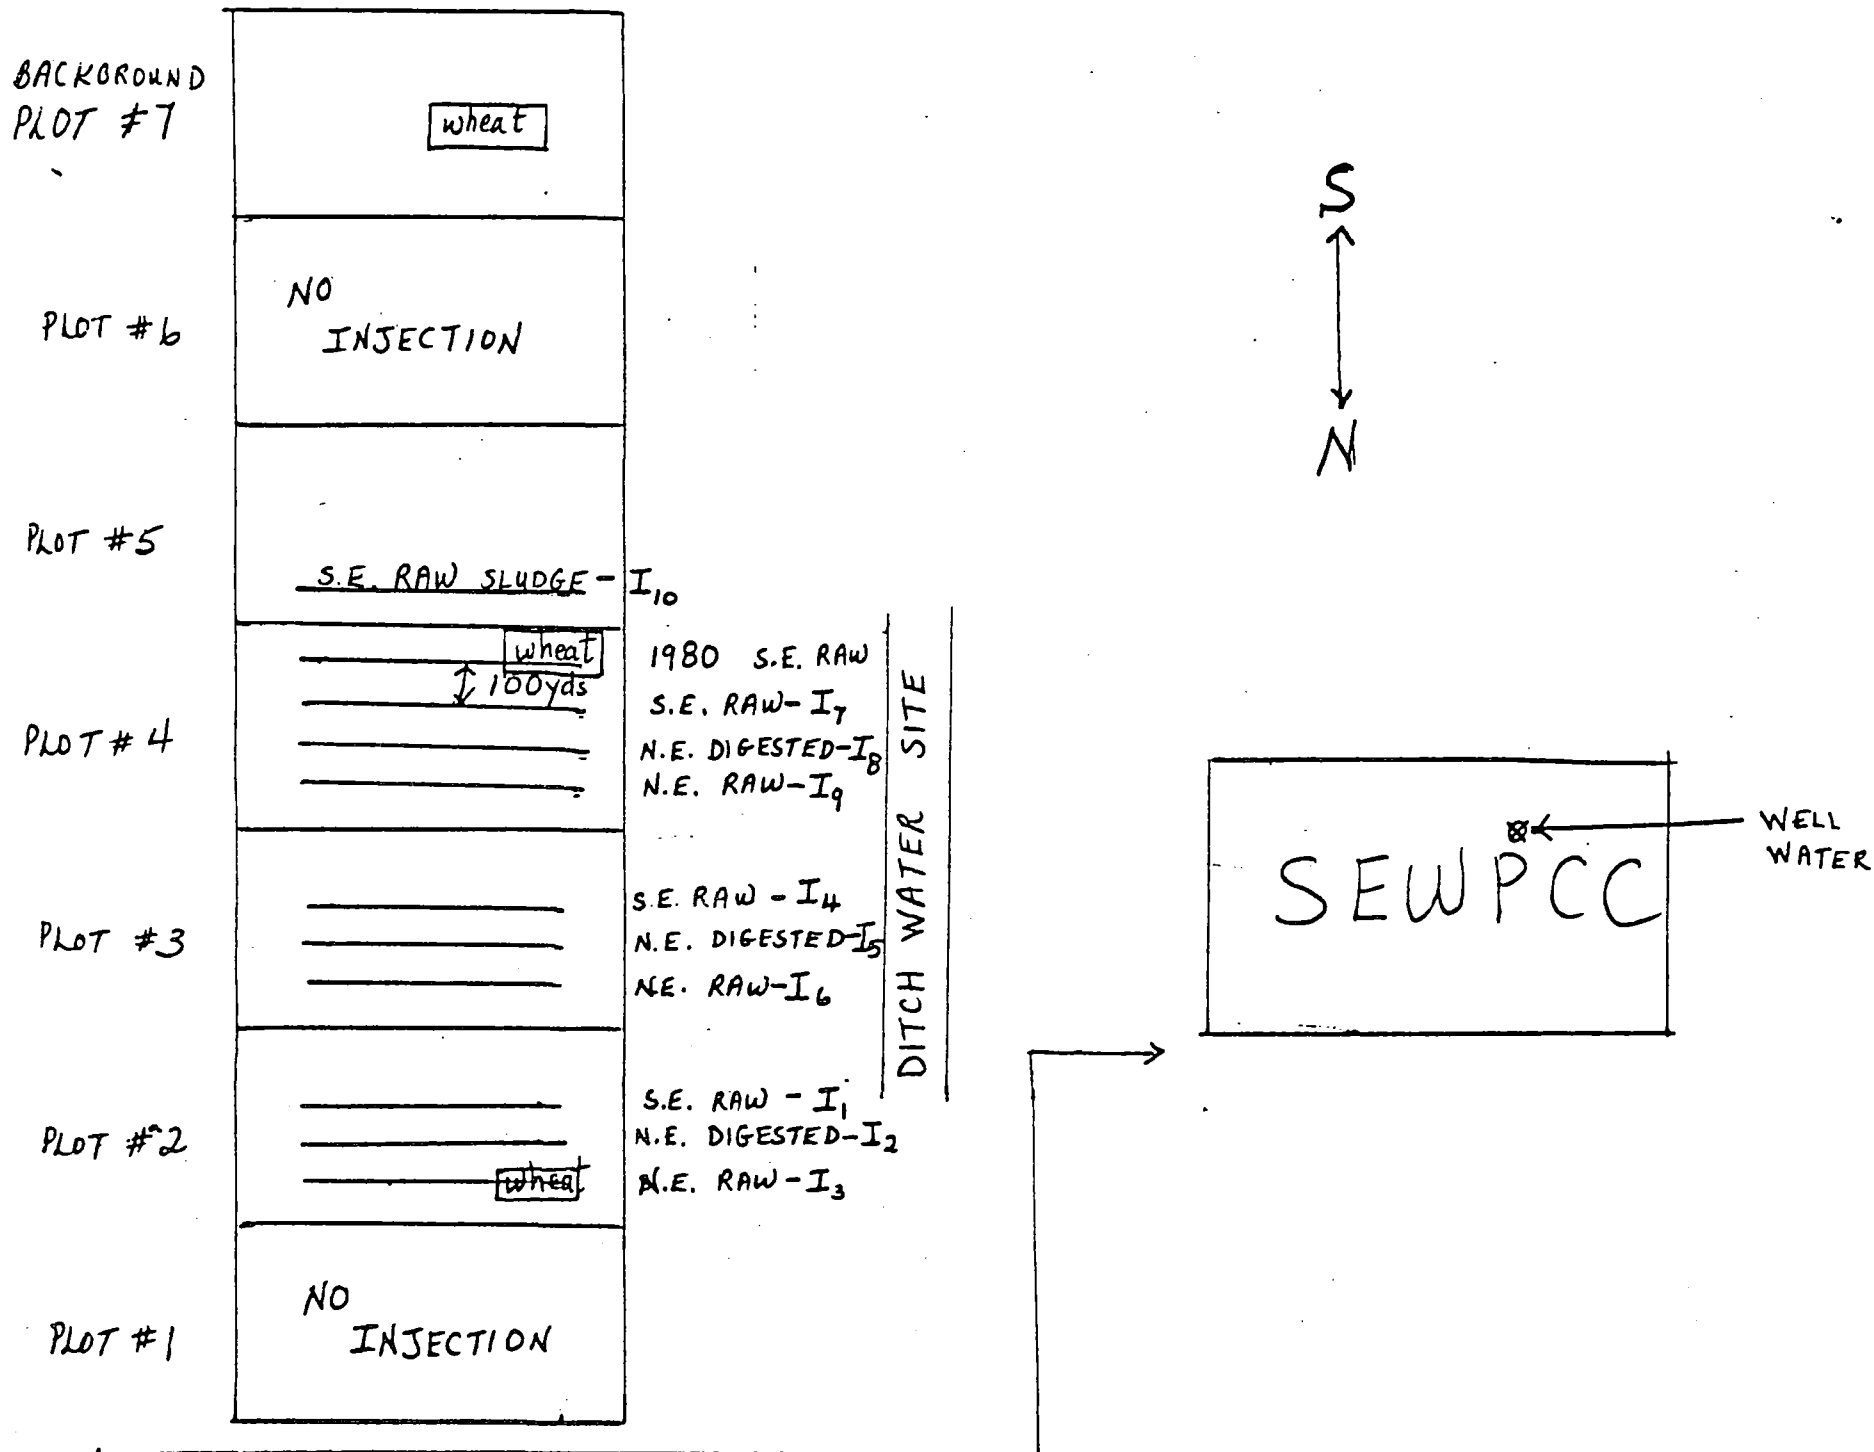 BACKGROUND
PLOT #7
wheat
S
NO
INJECTION
PLOT #6
N
PLOT #5
S.E. RAW SLUDGE - I10
wheat
1980 S.E. RAW
100yds
S.E. RAW - I7
PLOT #4
N.E. DIGESTED - I8
N.E. RAW - I9
DITCH WATER SITE
WELL
WATER
SEWPCC
S.E. RAW - I4
PLOT #3
N.E. DIGESTED - I5
N.E. RAW - I6
S.E. RAW - I1
PLOT #2
N.E. DIGESTED - I2
wheat
N.E. RAW - I3
NO
INJECTION
PLOT #1